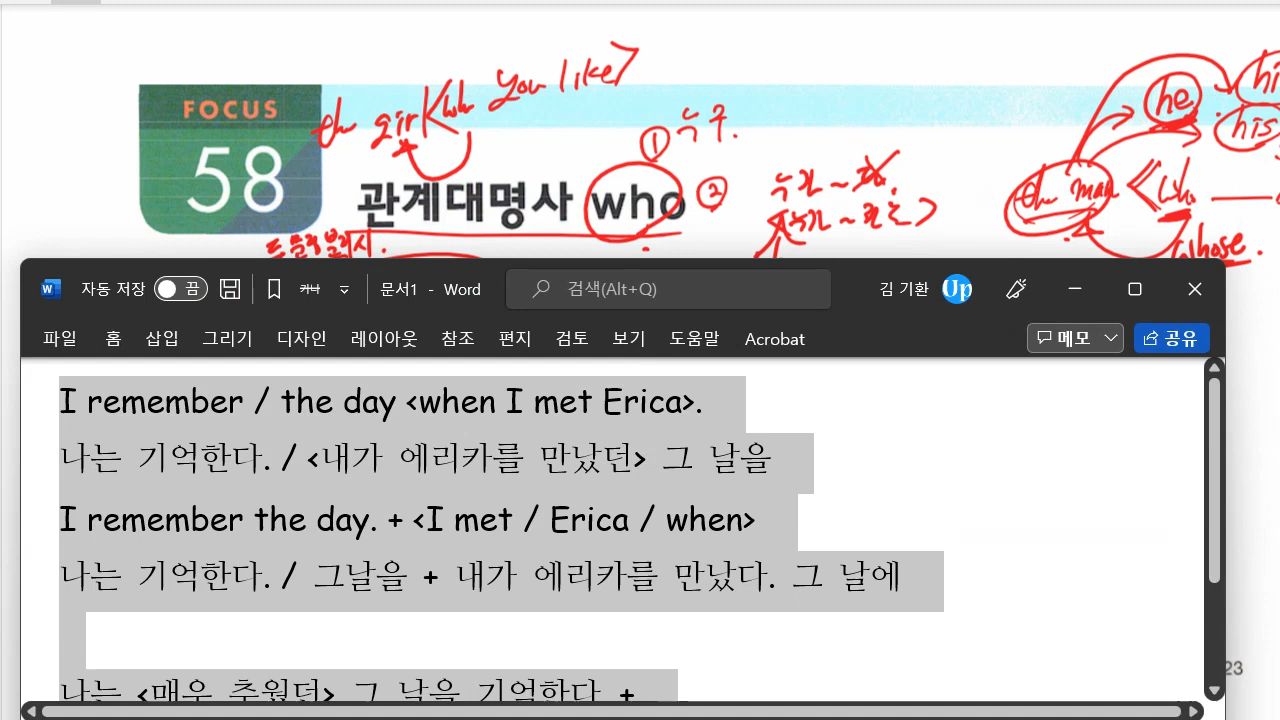 FOCUS
58
the girl <who you like>
관계대명사 who
① 누구.
②
he
his
the man <who
whose.
자동 저장 끔 문서1 - Word 검색(Alt+Q) 김 기환 Up
파일 홈 삽입 그리기 디자인 레이아웃 참조 편지 검토 보기 도움말 Acrobat 메모 공유
I remember / the day <when I met Erica>.
나는 기억한다. / <내가 에리카를 만났던> 그 날을
I remember the day. + <I met / Erica / when>
나는 기억한다. / 그날을 + 내가 에리카를 만났다. 그 날에
나는 <매우 추웠던> 그 날을 기억한다 +
23